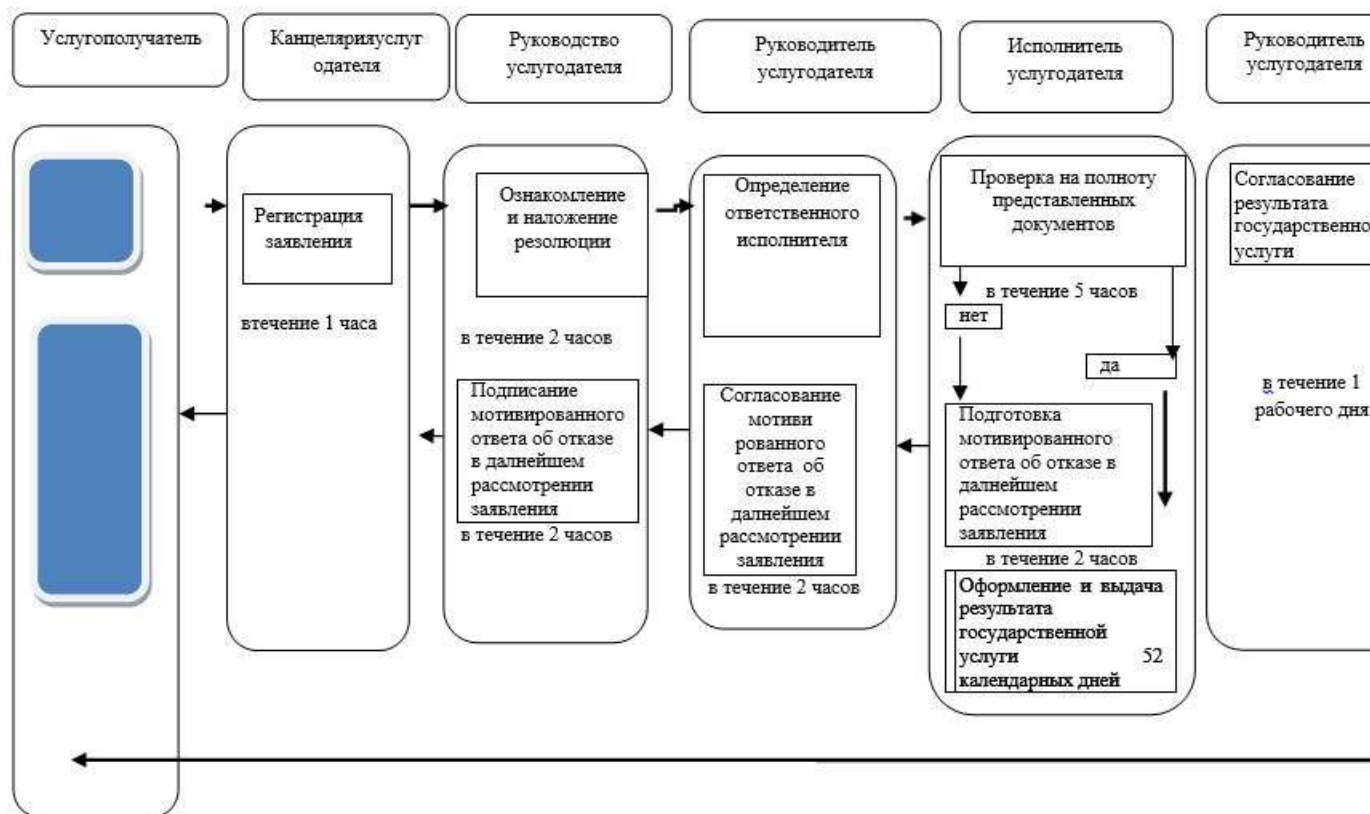 Услугополучатель
Канцелярияуслуг
одателя
Руководство
услугодателя
Руководитель
услугодателя
Исполнитель
услугодателя
Руководитель
услугодателя
Регистрация
заявления
втечение 1 часа
Ознакомление
и наложение
резолюции
в течение 2 часов
Подписание
мотивированного
ответа об отказе
в далнейшем
рассмотрении
заявления
в течение 2 часов
Определение
ответственного
исполнителя
Согласование
мотиви
рованного
ответа об
отказе в
далнейшем
рассмотрении
заявления
в течение 2 часов
Проверка на полноту
представленных
документов
в течение 5 часов
нет
да
Подготовка
мотивированного
ответа об отказе в
далнейшем
рассмотрении
заявления
в течение 2 часов
Оформление и выдача
результата
государственной
услуги 52
календарных дней
Согласование
результата
государственно
услуги
в течение 1
рабочего дня